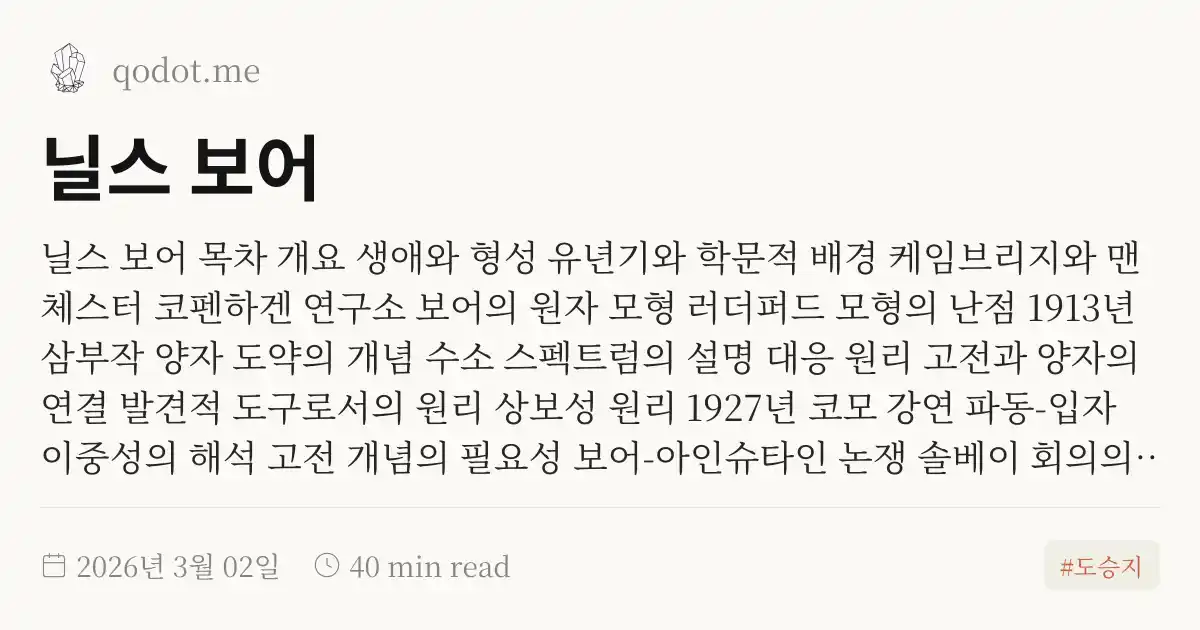 qodot.me
닐스 보어
닐스 보어 목차 개요 생애와 형성 유년기와 학문적 배경 케임브리지와 맨
체스터 코펜하겐 연구소 보어의 원자 모형 러더퍼드 모형의 난점 1913년
삼부작 양자 도약의 개념 수소 스펙트럼의 설명 대응 원리 고전과 양자의
연결 발견적 도구로서의 원리 상보성 원리 1927년 코모 강연 파동-입자
이중성의 해석 고전 개념의 필요성 보어-아인슈타인 논쟁 솔베이 회의의··
2026년 3월 02일 40 min read
#도승지